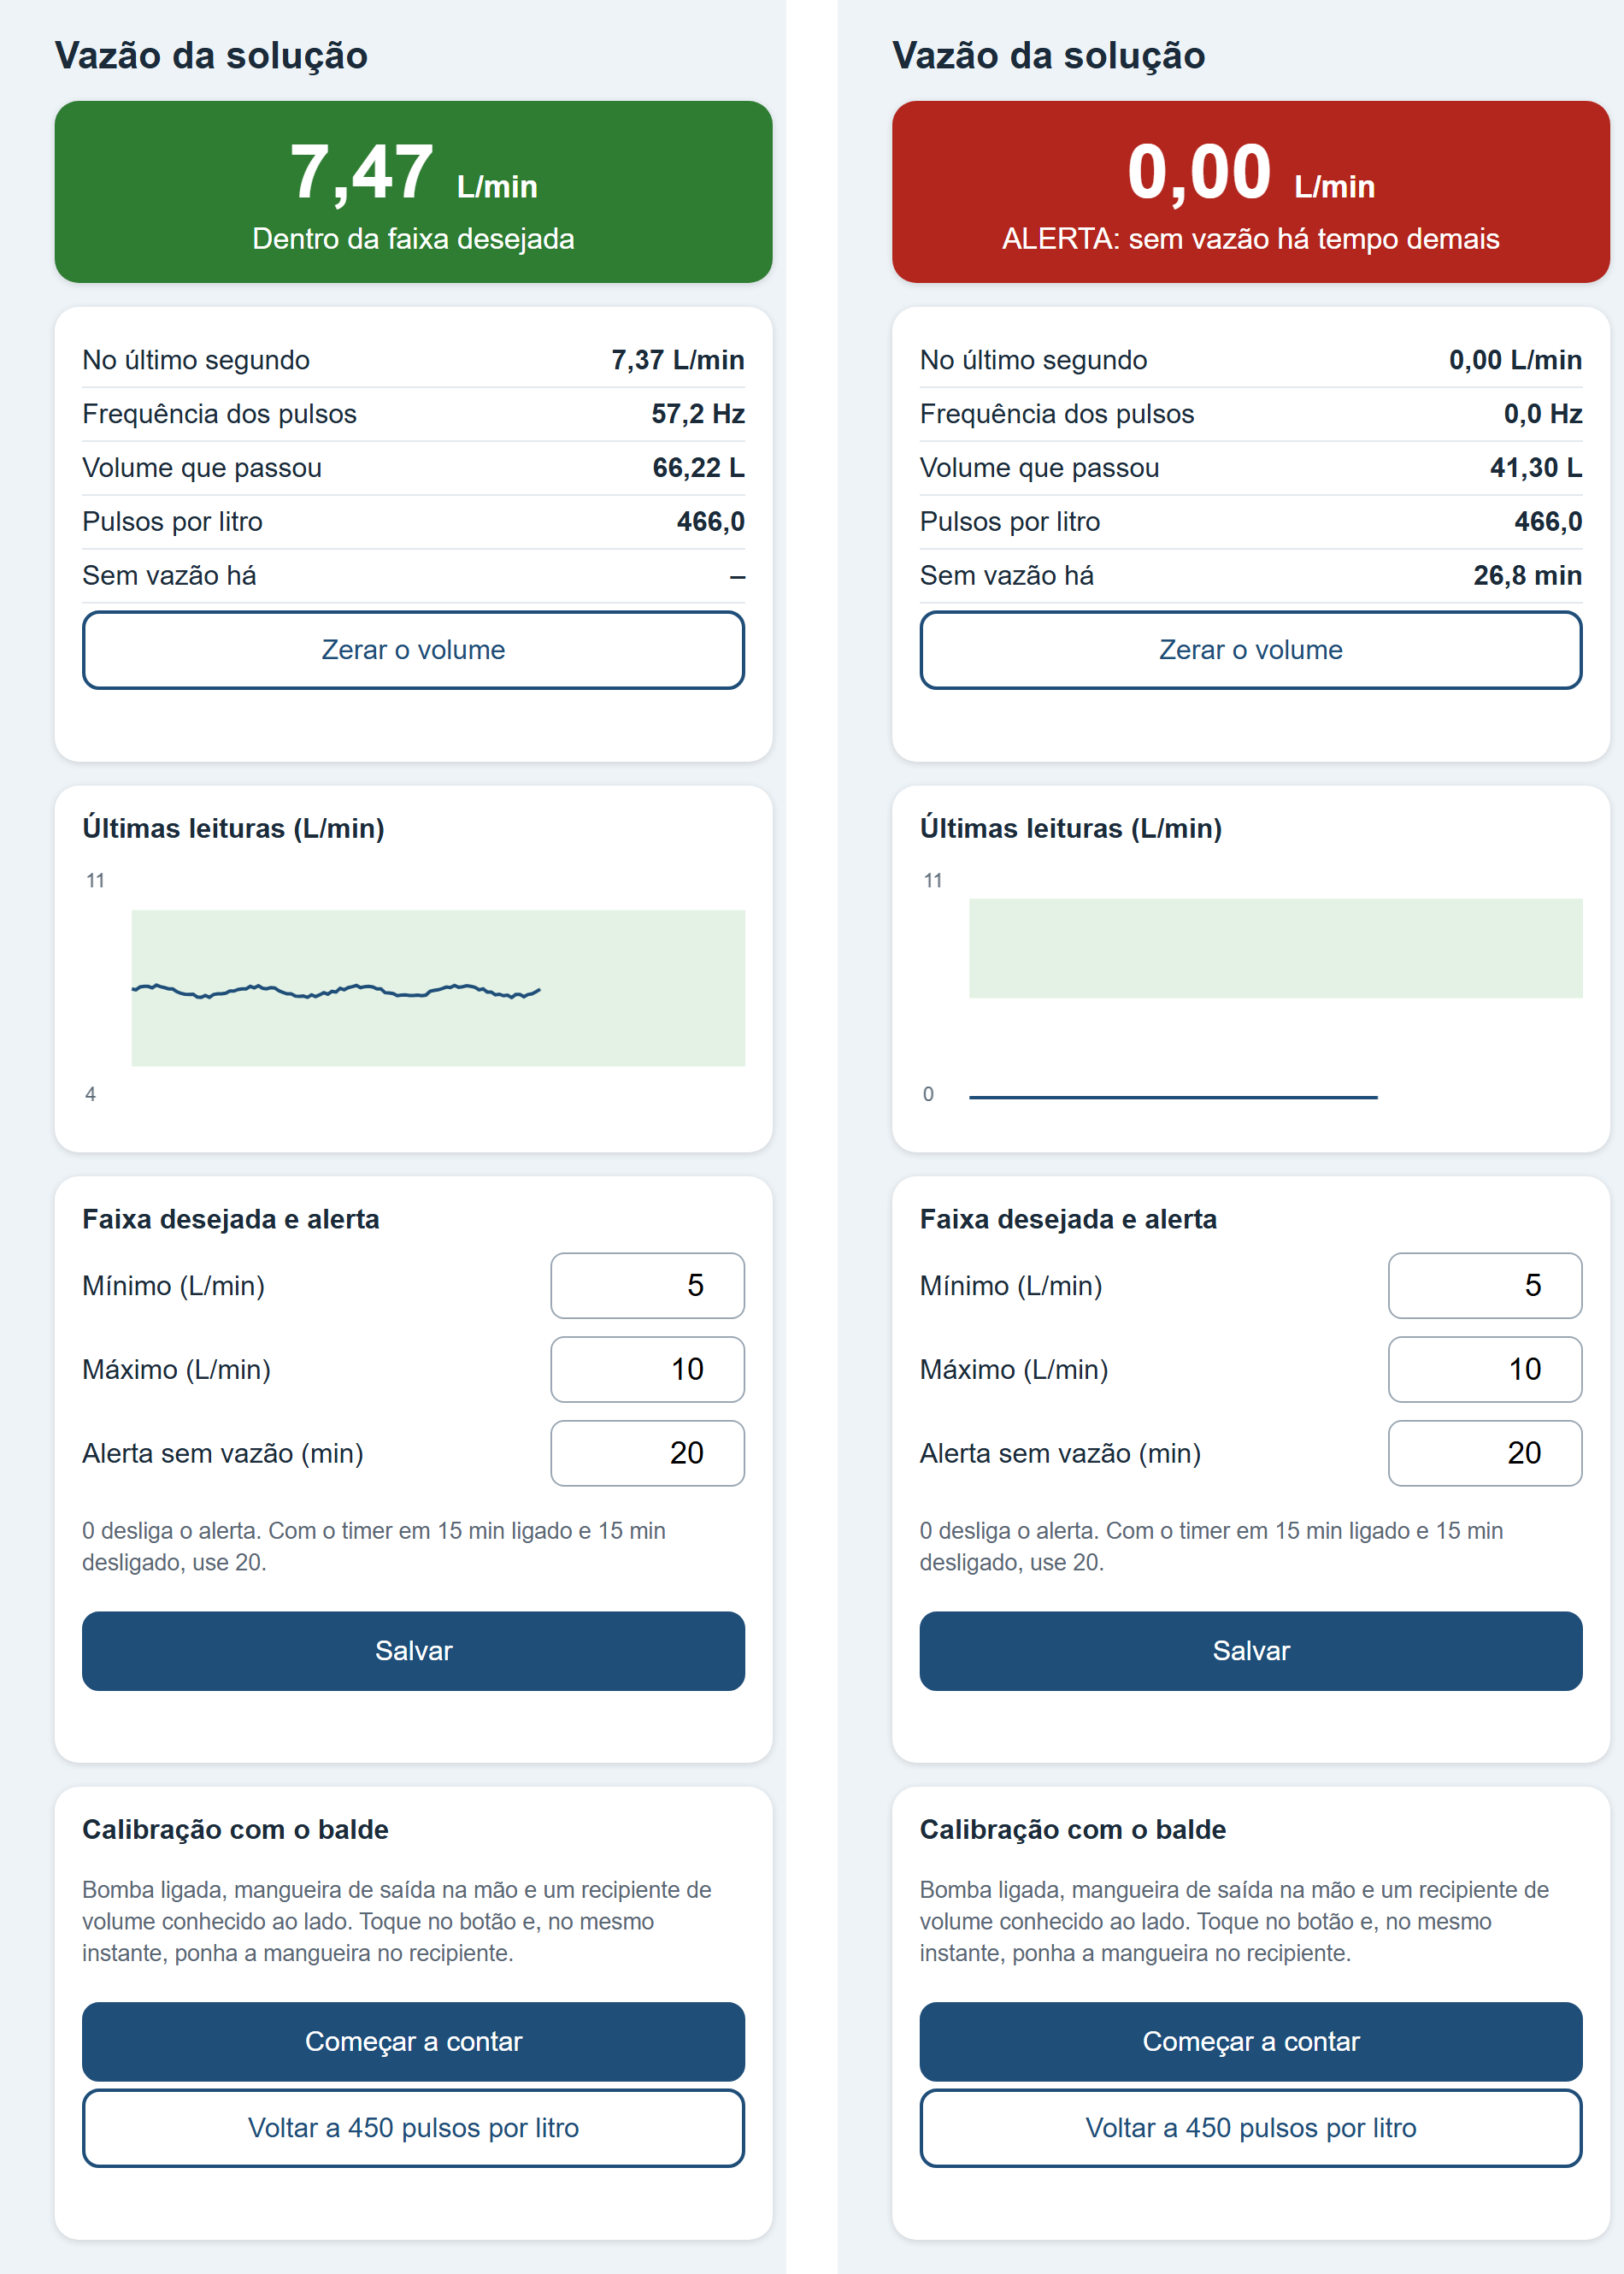 Vazão da solução
7,47 L/min
Dentro da faixa desejada
No último segundo 7,37 L/min
Frequência dos pulsos 57,2 Hz
Volume que passou 66,22 L
Pulsos por litro 466,0
Sem vazão há –
Zerar o volume
Últimas leituras (L/min)
11
4
Faixa desejada e alerta
Mínimo (L/min) 5
Máximo (L/min) 10
Alerta sem vazão (min) 20
0 desliga o alerta. Com o timer em 15 min ligado e 15 min
desligado, use 20.
Salvar
Calibração com o balde
Bomba ligada, mangueira de saída na mão e um recipiente de
volume conhecido ao lado. Toque no botão e, no mesmo
instante, ponha a mangueira no recipiente.
Começar a contar
Voltar a 450 pulsos por litro
Vazão da solução
0,00 L/min
ALERTA: sem vazão há tempo demais
No último segundo 0,00 L/min
Frequência dos pulsos 0,0 Hz
Volume que passou 41,30 L
Pulsos por litro 466,0
Sem vazão há 26,8 min
Zerar o volume
Últimas leituras (L/min)
11
0
Faixa desejada e alerta
Mínimo (L/min) 5
Máximo (L/min) 10
Alerta sem vazão (min) 20
0 desliga o alerta. Com o timer em 15 min ligado e 15 min
desligado, use 20.
Salvar
Calibração com o balde
Bomba ligada, mangueira de saída na mão e um recipiente de
volume conhecido ao lado. Toque no botão e, no mesmo
instante, ponha a mangueira no recipiente.
Começar a contar
Voltar a 450 pulsos por litro